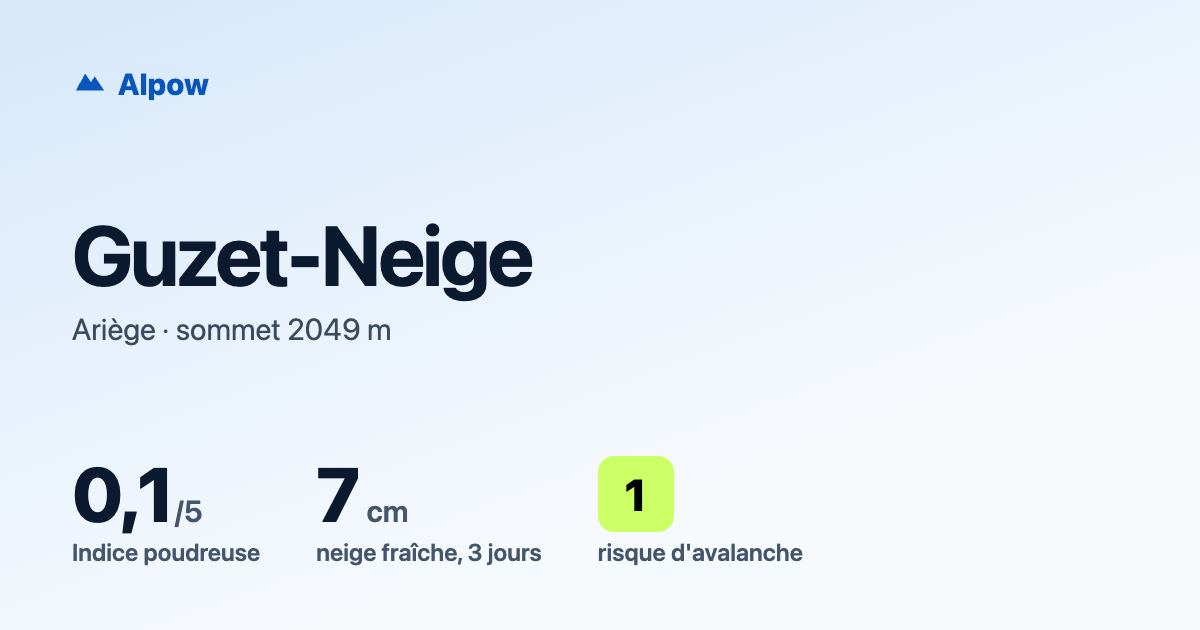 Alpow
Guzet-Neige
Ariège · sommet 2049 m
0,1/5
Indice poudreuse
7 cm
neige fraîche, 3 jours
1
risque d'avalanche